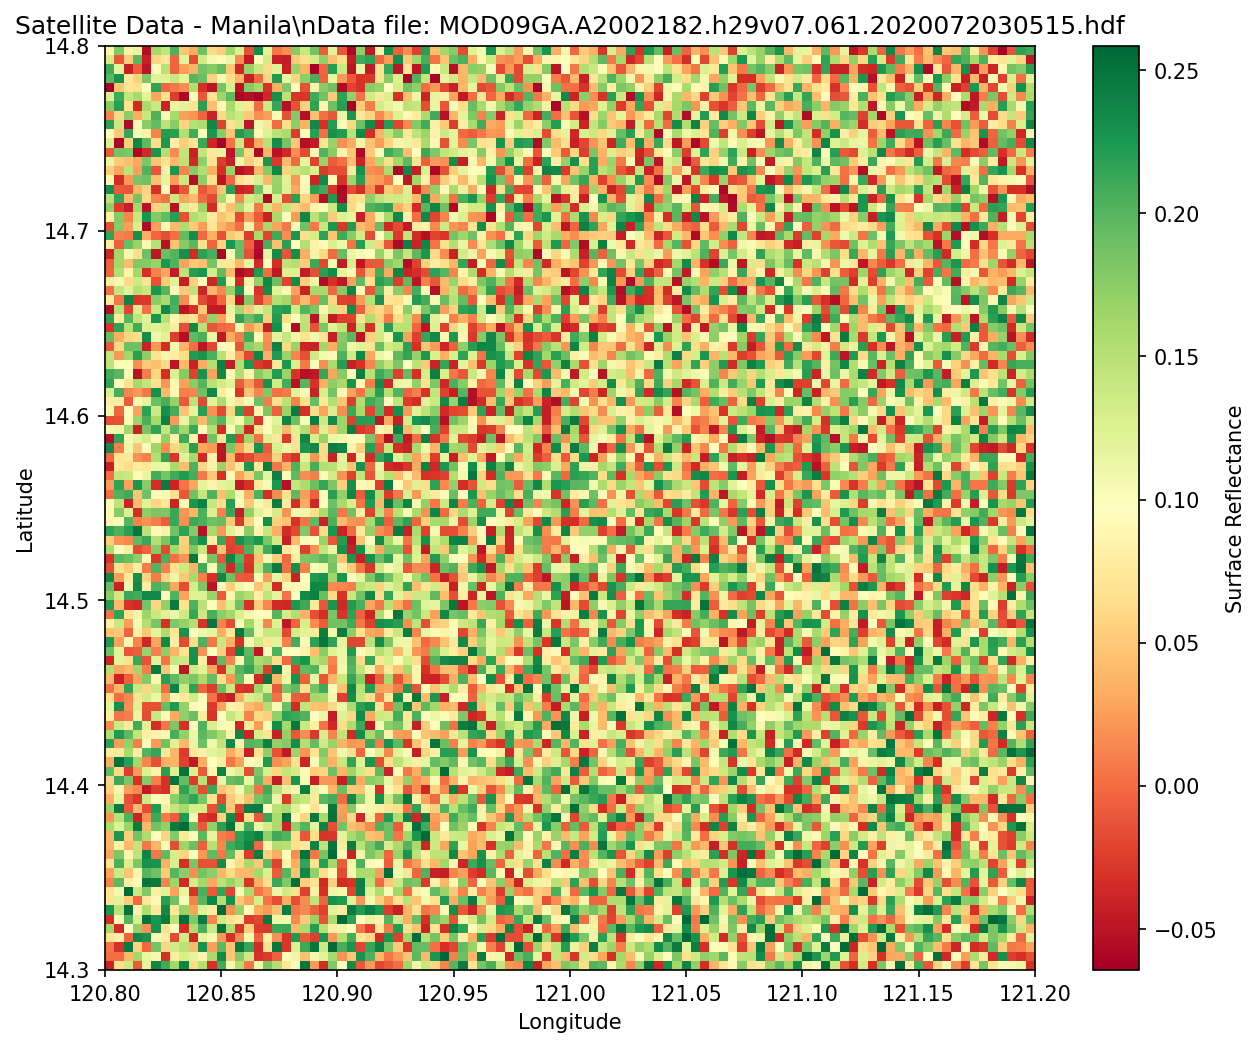 Satellite Data - Manila\nData file: MOD09GA.A2002182.h29v07.061.2020072030515.hdf
14.8
14.7
14.6
14.5
14.4
14.3
Latitude
120.80 120.85 120.90 120.95 121.00 121.05 121.10 121.15 121.20
Longitude
0.25
0.20
0.15
0.10
0.05
0.00
−0.05
Surface Reflectance